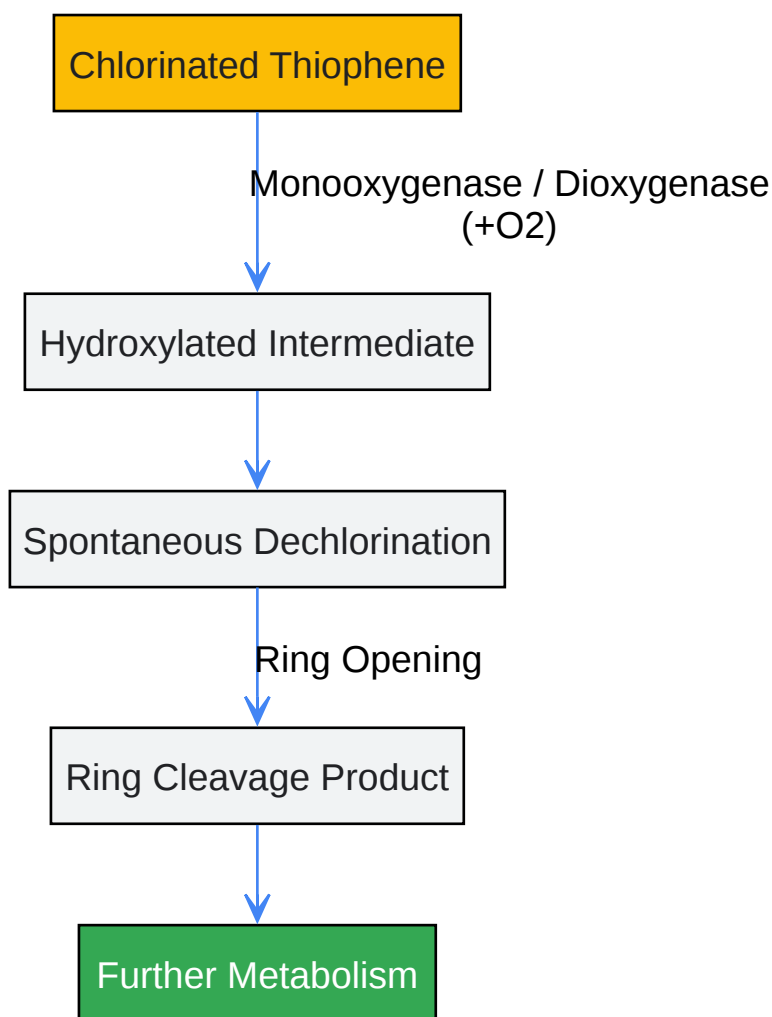 Chlorinated Thiophene
Monooxygenase / Dioxygenase
(+O2)
Hydroxylated Intermediate
Spontaneous Dechlorination
Ring Opening
Ring Cleavage Product
Further Metabolism